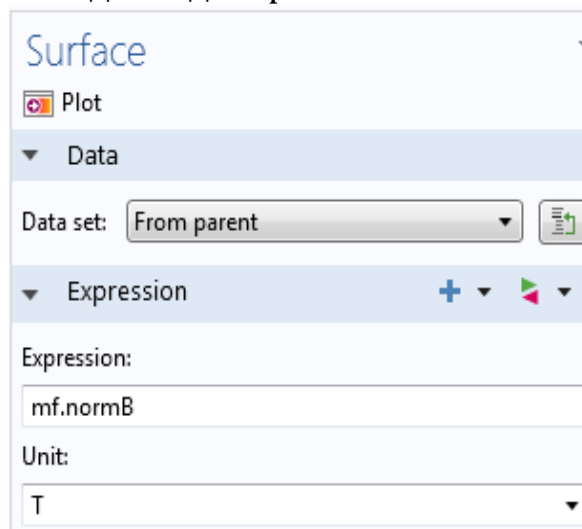 Surface
Plot
Data
Data set: From parent
Expression
Expression:
mf.normB
Unit:
T